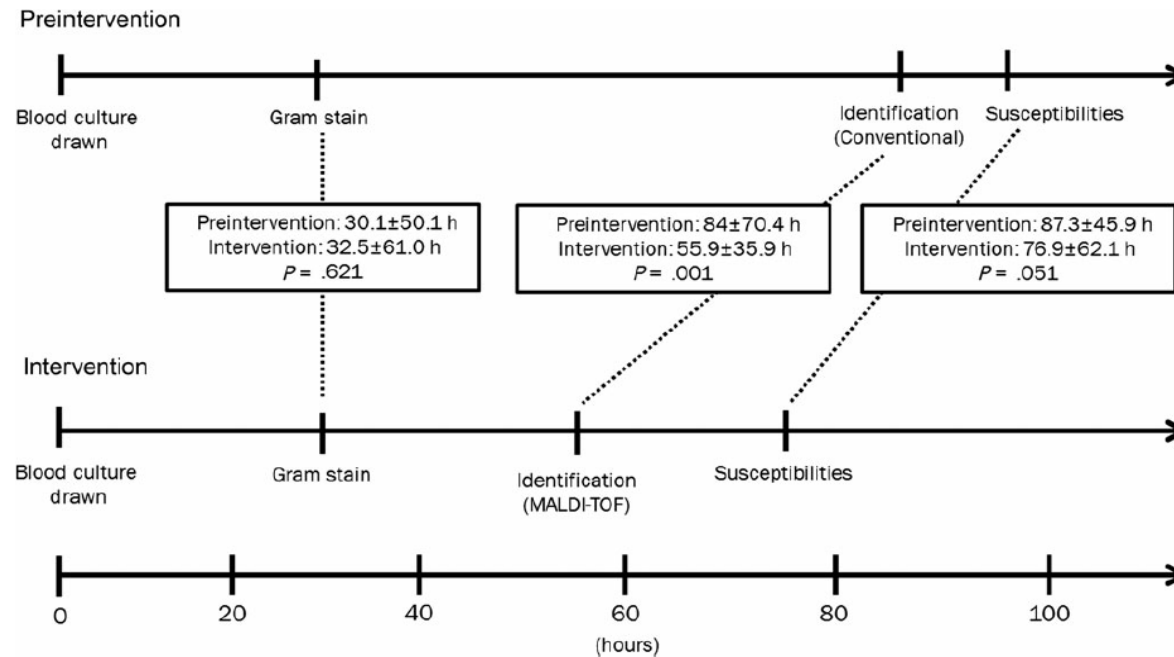 Preintervention
Blood culture
drawn
Gram stain
Identification
(Conventional)
Susceptibilities
Preintervention: 30.1±50.1 h
Intervention: 32.5±61.0 h
P = .621
Preintervention: 84±70.4 h
Intervention: 55.9±35.9 h
P = .001
Preintervention: 87.3±45.9 h
Intervention: 76.9±62.1 h
P = .051
Intervention
Blood culture
drawn
Gram stain
Identification
(MALDI-TOF)
Susceptibilities
0 20 40 60 80 100
(hours)